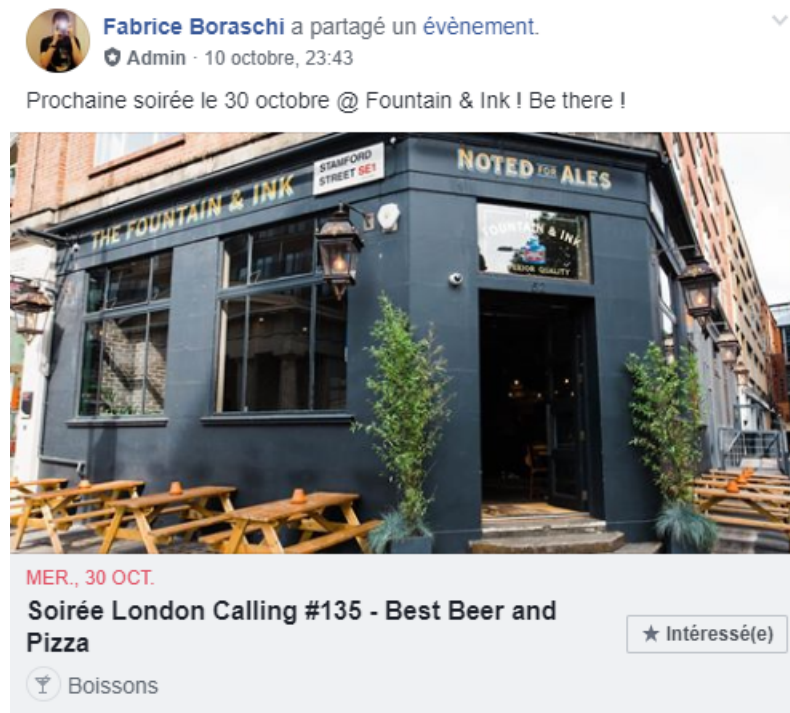 Fabrice Boraschi a partagé un évènement.
Admin · 10 octobre, 23:43
Prochaine soirée le 30 octobre @ Fountain & Ink ! Be there !
THE FOUNTAIN & INK
STAMFORD
STREET SE1
NOTED FOR ALES
FOUNTAIN & INK
QUALITY
MER., 30 OCT.
Soirée London Calling #135 - Best Beer and
Pizza
Intéressé(e)
Boissons